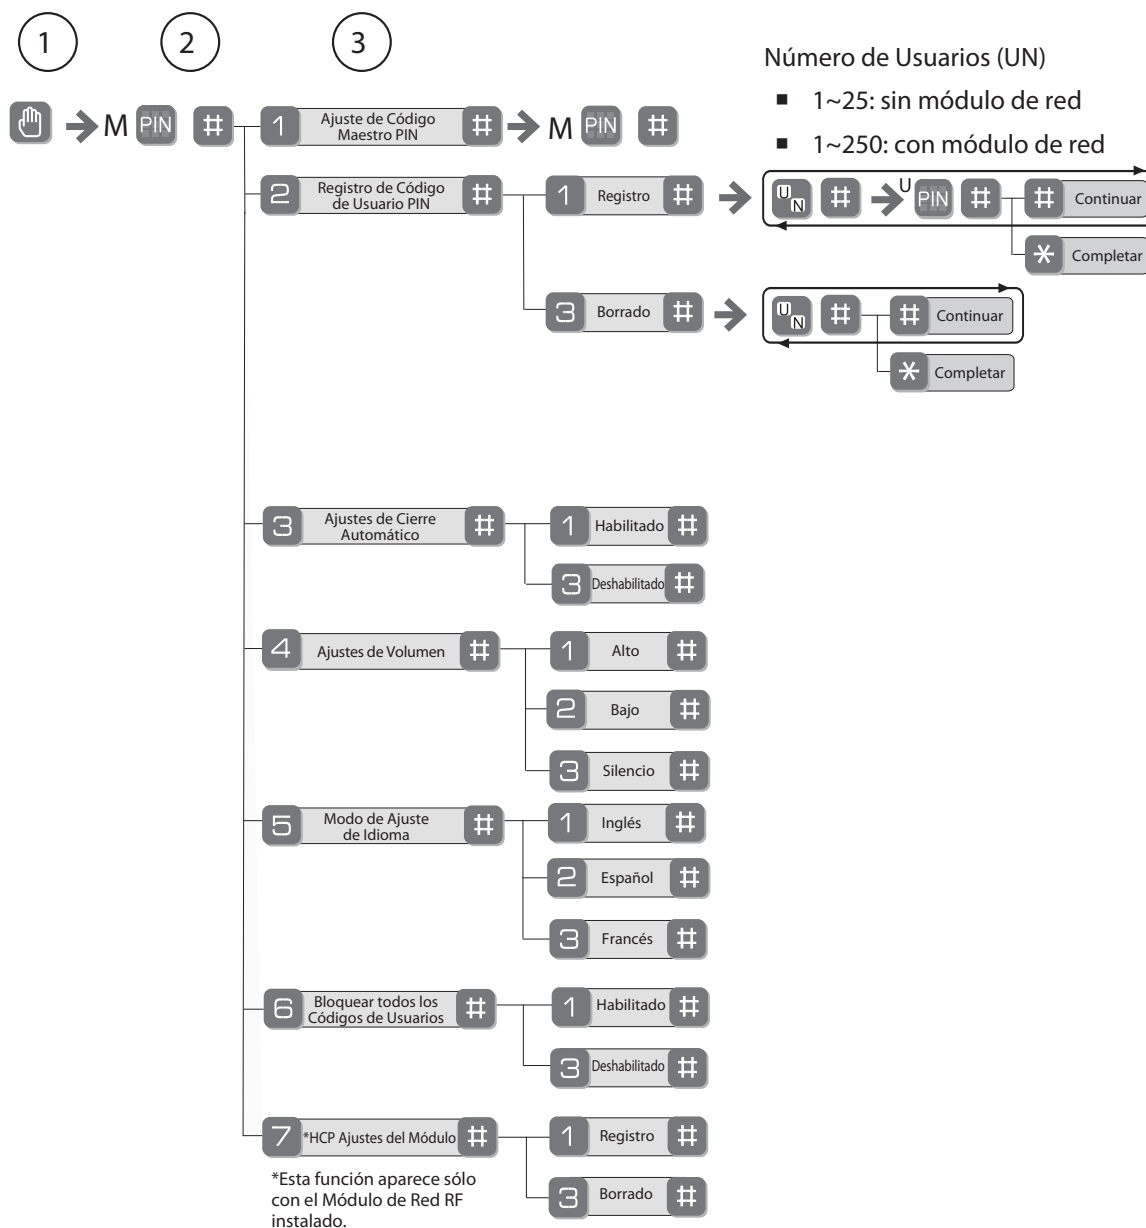 1 2 3
Número de Usuarios (UN)
■ 1~25: sin módulo de red
■ 1~250: con módulo de red
M PIN # 1 Ajuste de Código
Maestro PIN # M PIN #
2 Registro de Código
de Usuario PIN # 1 Registro # UN # U PIN # # Continuar
* Completar
3 Borrado # UN # # Continuar
* Completar
3 Ajustes de Cierre
Automático # 1 Habilitado #
3 Deshabilitado #
4 Ajustes de Volumen # 1 Alto #
2 Bajo #
3 Silencio #
5 Modo de Ajuste
de Idioma # 1 Inglés #
2 Español #
3 Francés #
6 Bloquear todos los
Códigos de Usuarios # 1 Habilitado #
3 Deshabilitado #
7 *HCP Ajustes del Módulo # 1 Registro #
3 Borrado #
*Esta función aparece sólo
con el Módulo de Red RF
instalado.